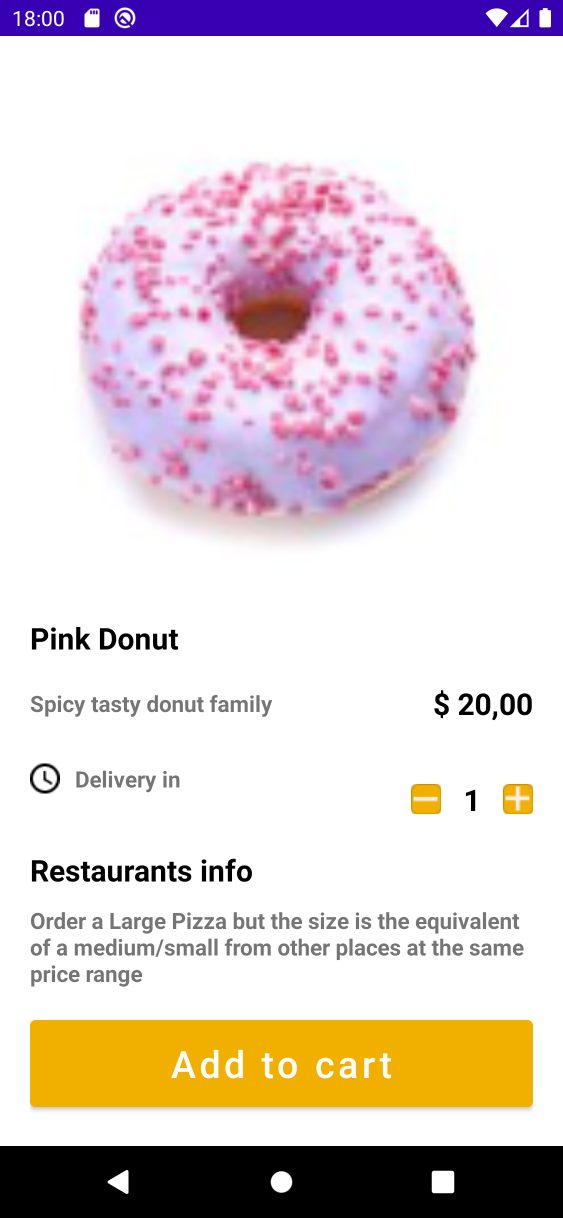 18:00
Pink Donut
Spicy tasty donut family
$ 20,00
Delivery in
1
Restaurants info
Order a Large Pizza but the size is the equivalent
of a medium/small from other places at the same
price range
Add to cart